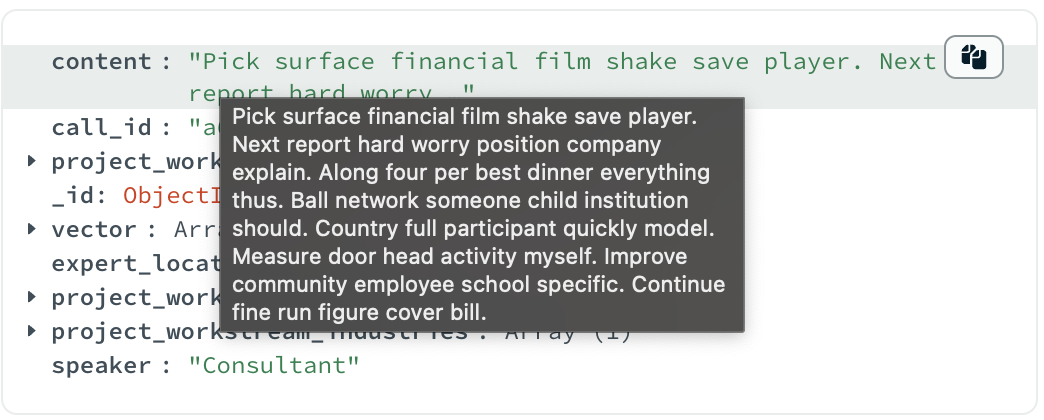 content : "Pick surface financial film shake save player. Next
report hard worry…"
Pick surface financial film shake save player.
Next report hard worry position company
explain. Along four per best dinner everything
thus. Ball network someone child institution
should. Country full participant quickly model.
Measure door head activity myself. Improve
community employee school specific. Continue
fine run figure cover bill.
call_id : "a
project_work
_id: ObjectI
vector : Arr
expert_locat
project_work
project_workstream_industries : Array (1)
speaker : "Consultant"